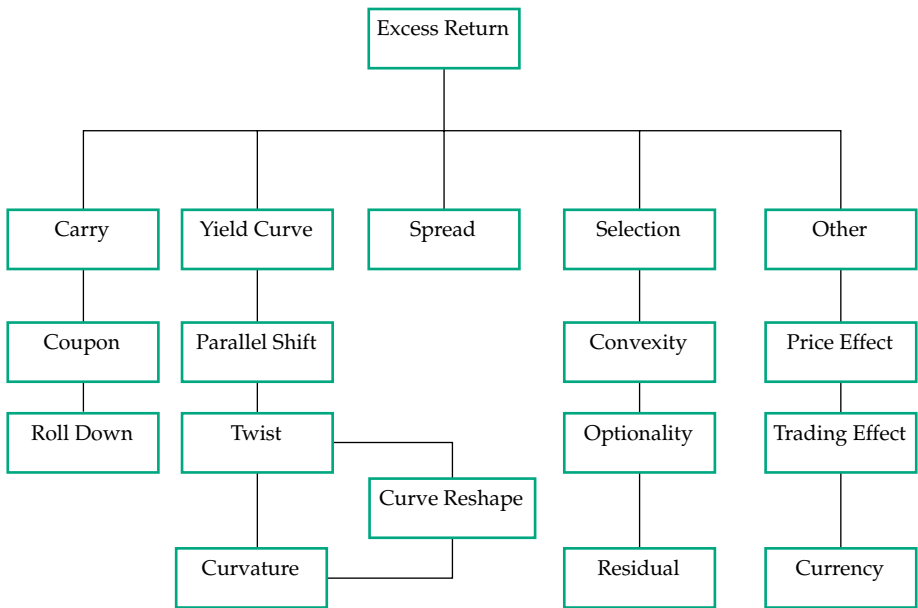 Excess Return
Carry
Yield Curve
Spread
Selection
Other
Coupon
Parallel Shift
Convexity
Price Effect
Roll Down
Twist
Optionality
Trading Effect
Curve Reshape
Curvature
Residual
Currency